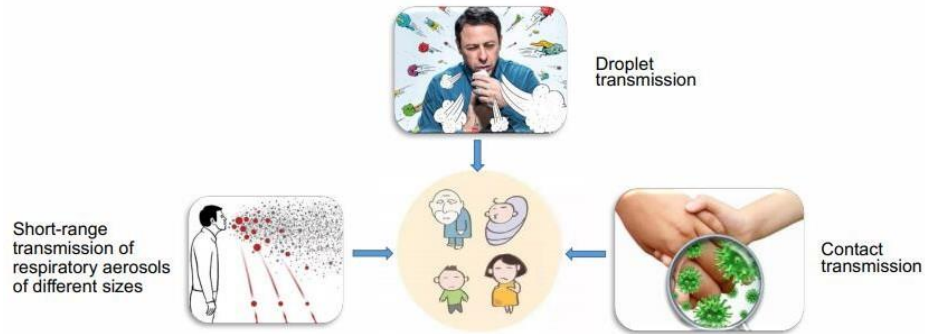 Droplet
transmission
Short-range
transmission of
respiratory aerosols
of different sizes
Contact
transmission